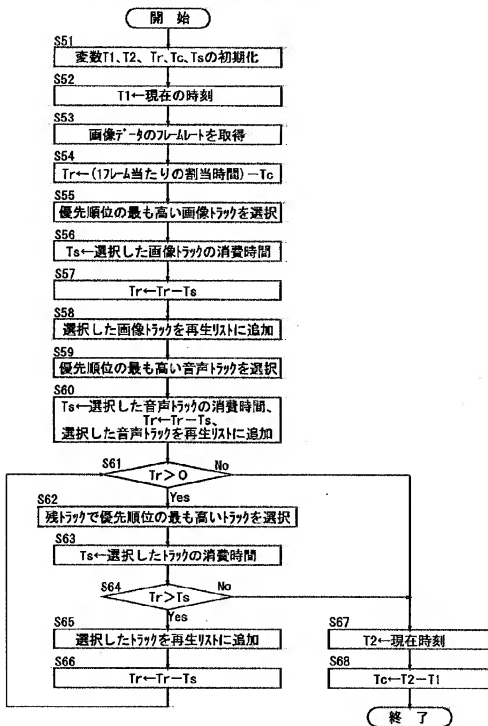 開 始
S51
変数T1、T2、Tr、Tc、Tsの初期化
S52
T1←現在の時刻
S53
画像データのフレームレートを取得
S54
Tr←(1フレーム当たりの割当時間)−Tc
S55
優先順位の最も高い画像トラックを選択
S56
Ts←選択した画像トラックの消費時間
S57
Tr←Tr−Ts
S58
選択した画像トラックを再生リストに追加
S59
優先順位の最も高い音声トラックを選択
S60
Ts←選択した音声トラックの消費時間、
Tr←Tr−Ts、
選択した音声トラックを再生リストに追加
S61
Tr>0
No
Yes
S62
残トラックで優先順位の最も高いトラックを選択
S63
Ts←選択したトラックの消費時間
S64
Tr>Ts
No
Yes
S65
選択したトラックを再生リストに追加
S66
Tr←Tr−Ts
S67
T2←現在時刻
S68
Tc←T2−T1
終 了